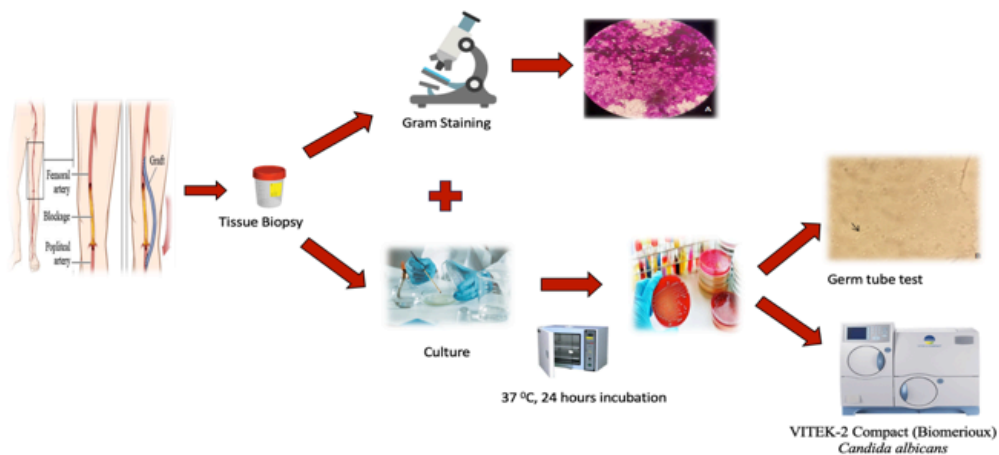 Femoral
artery
Blockage
Popliteal
artery
Graft
Tissue Biopsy
Gram Staining
A
Culture
37 ⁰C, 24 hours incubation
B
Germ tube test
VITEK-2 Compact (Biomerioux)
Candida albicans